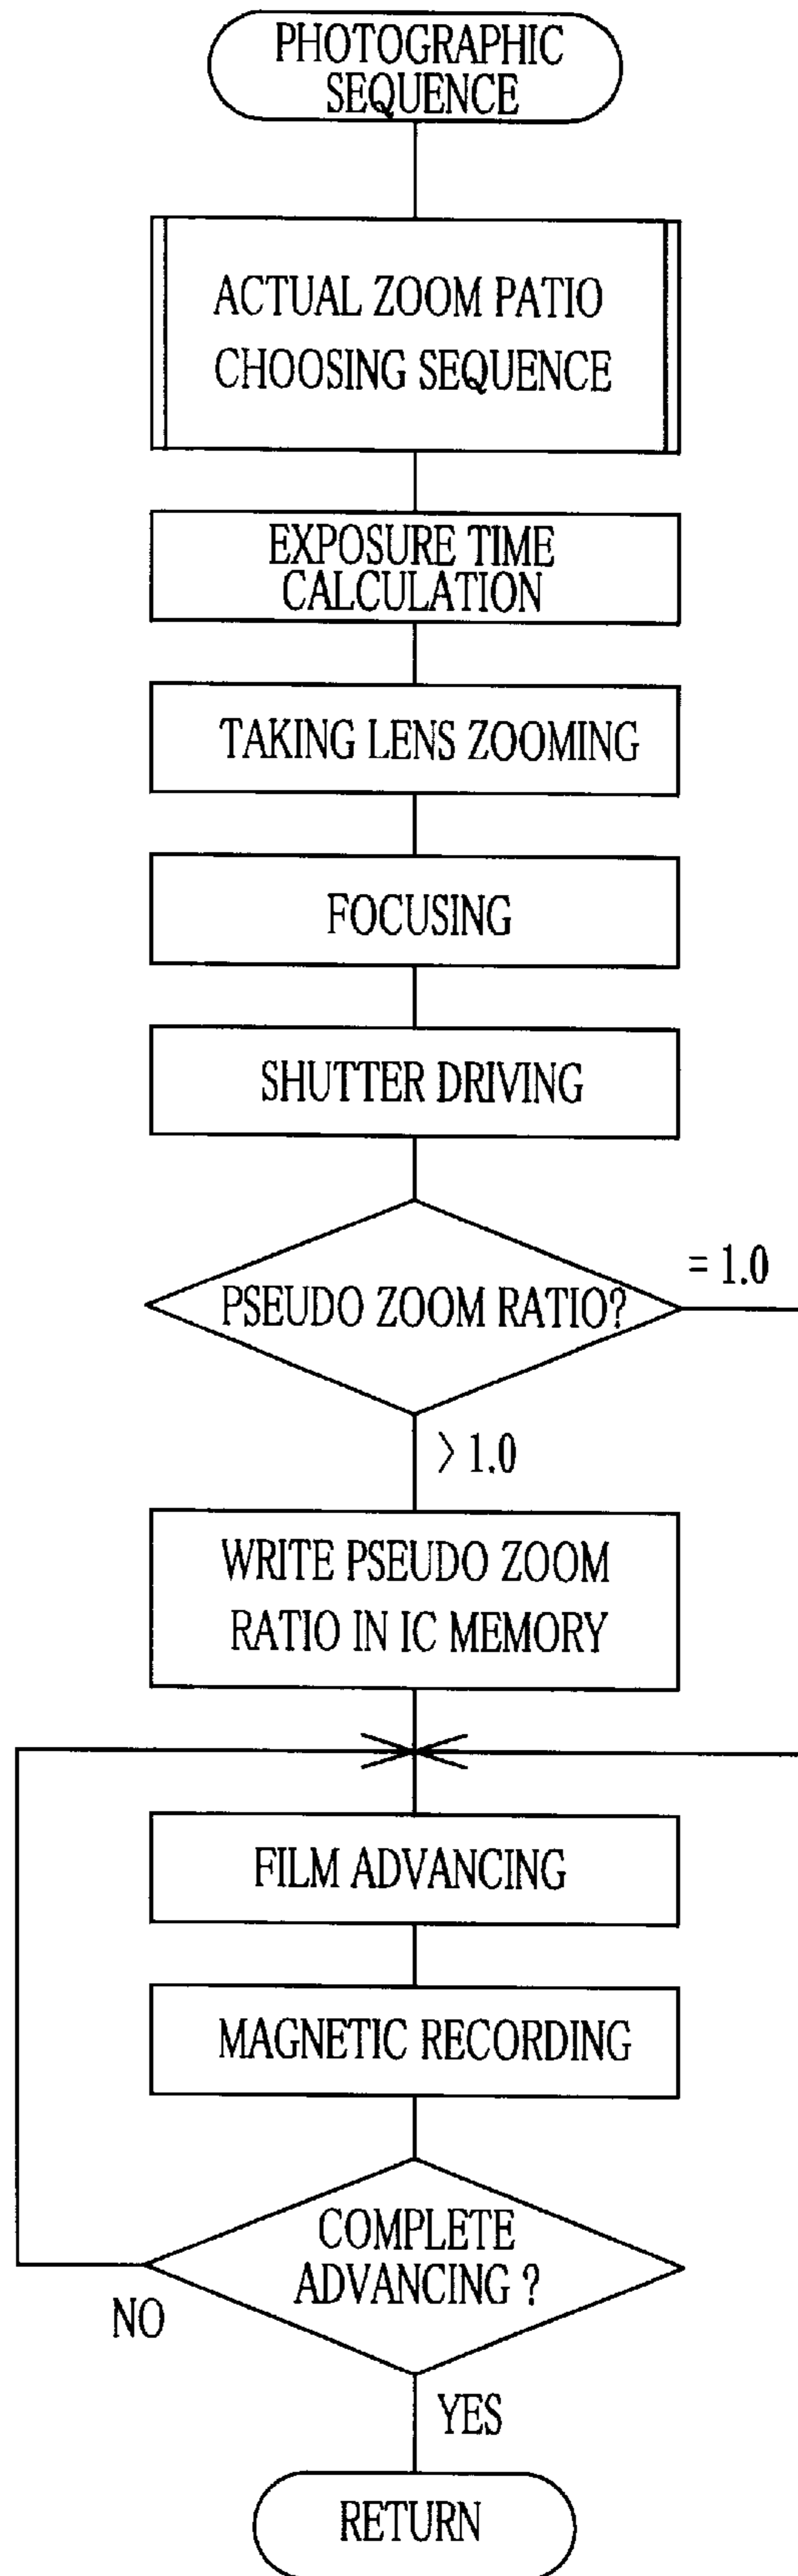 PHOTOGRAPHIC
SEQUENCE
ACTUAL ZOOM PATIO
CHOOSING SEQUENCE
EXPOSURE TIME
CALCULATION
TAKING LENS ZOOMING
FOCUSING
SHUTTER DRIVING
= 1.0
PSEUDO ZOOM RATIO?
> 1.0
WRITE PSEUDO ZOOM
RATIO IN IC MEMORY
FILM ADVANCING
MAGNETIC RECORDING
COMPLETE
ADVANCING ?
NO
YES
RETURN